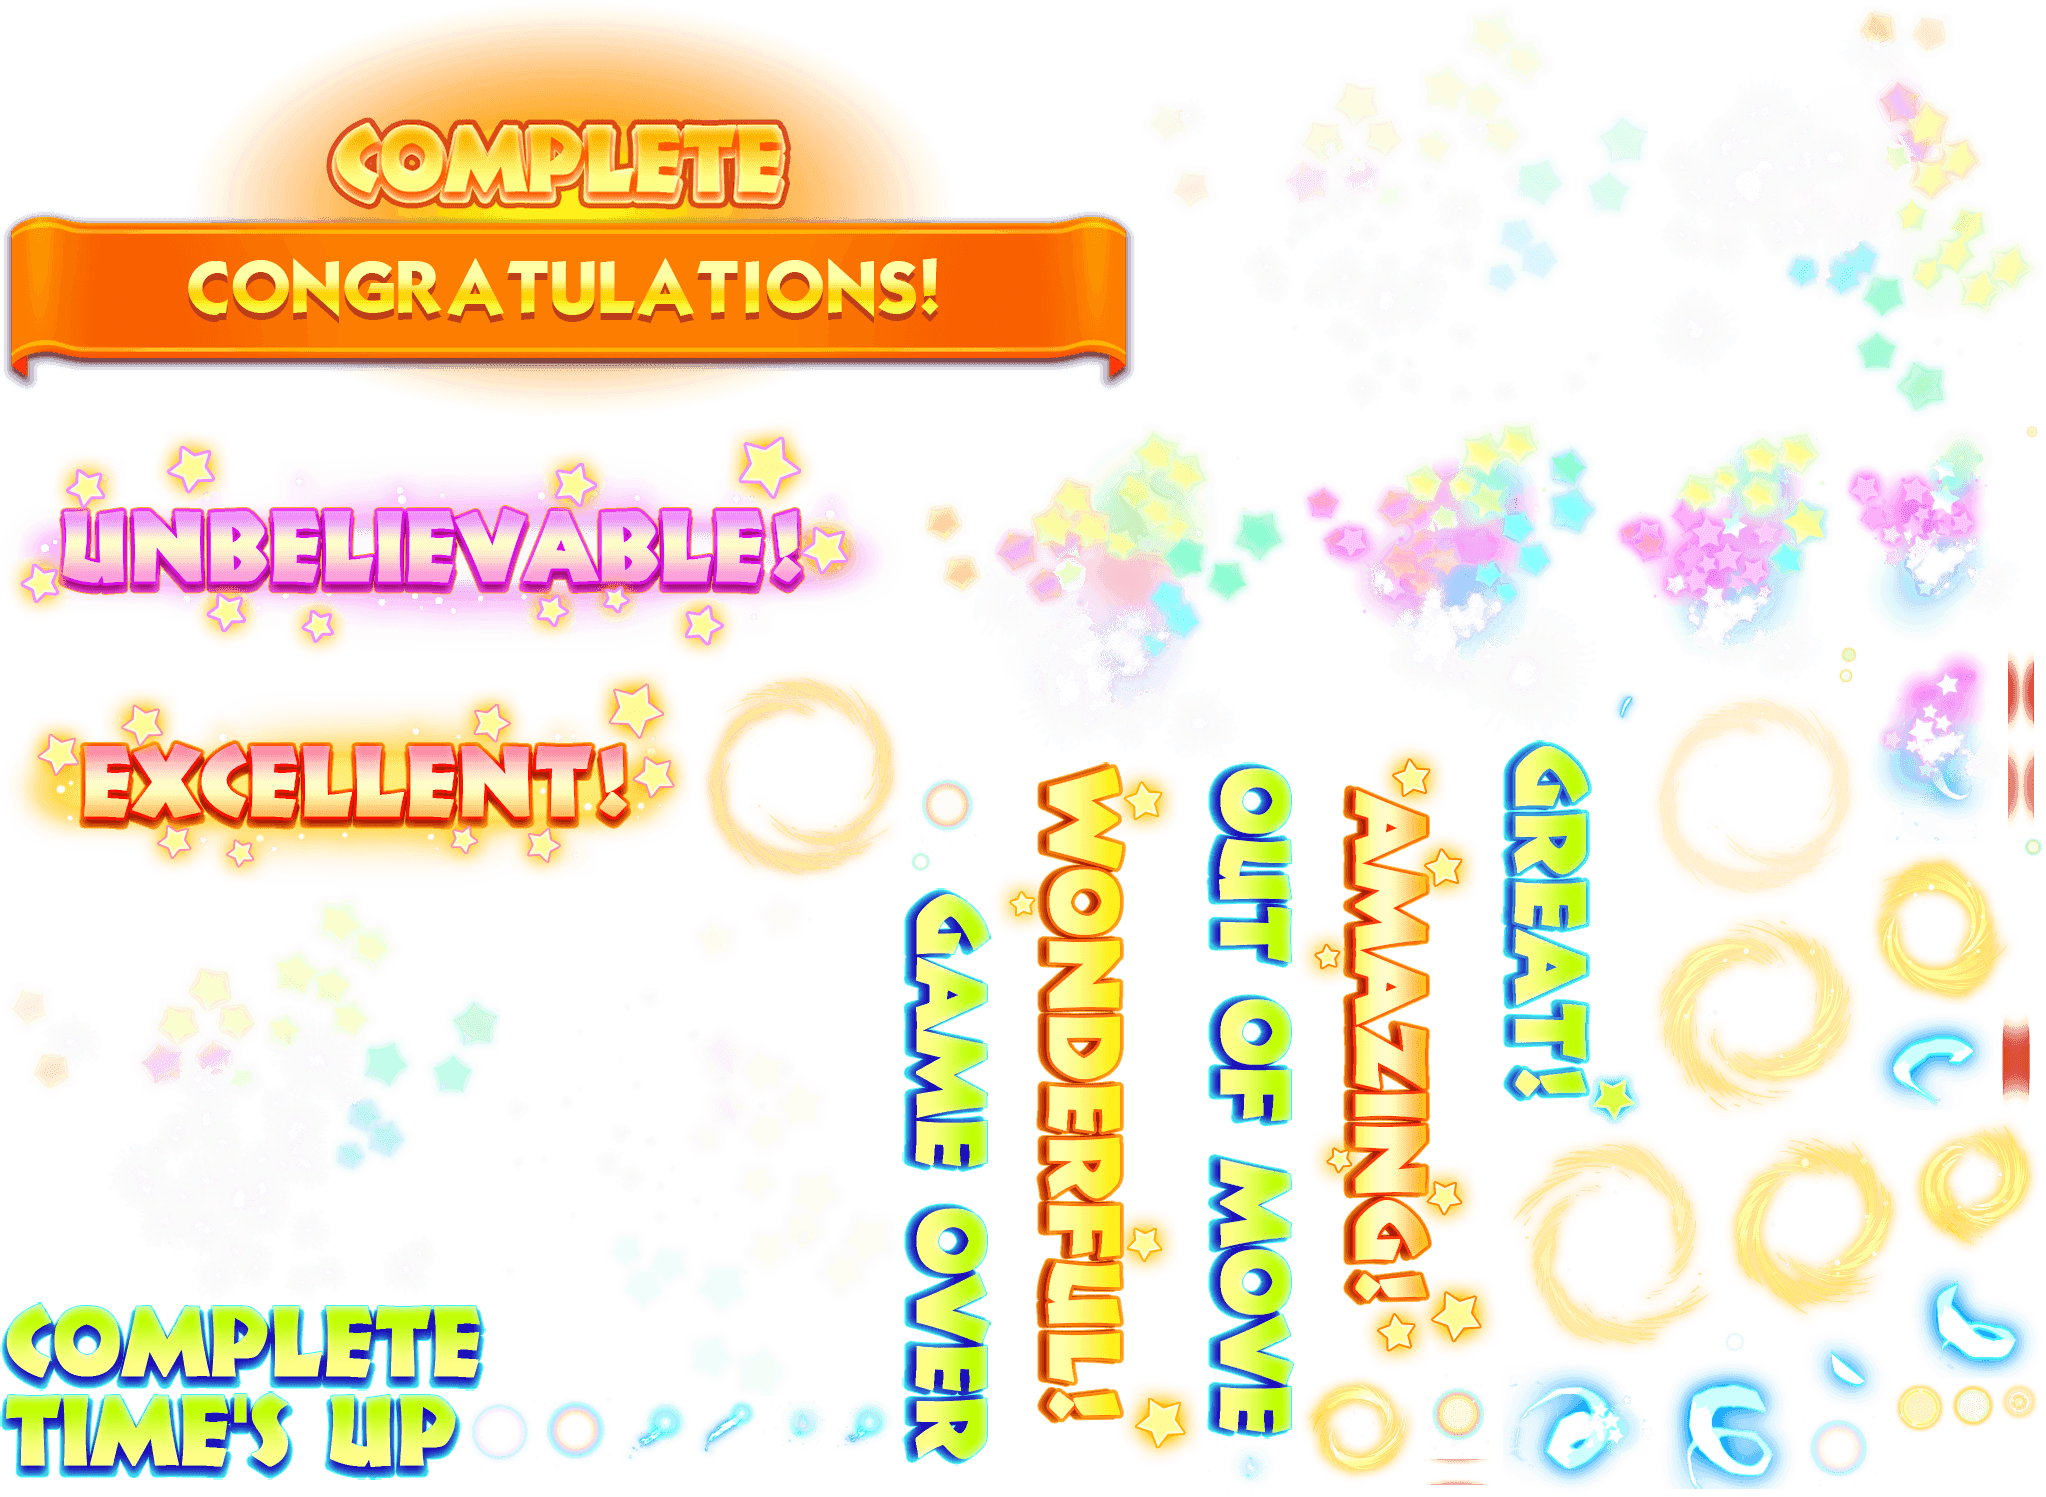 COMPLETE
CONGRATULATIONS!
UNBELIEVABLE!
EXCELLENT!
GAME OVER
WONDERFUL!
OUT OF MOVE
AMAZING!
GREAT!
COMPLETE
TIME'S UP